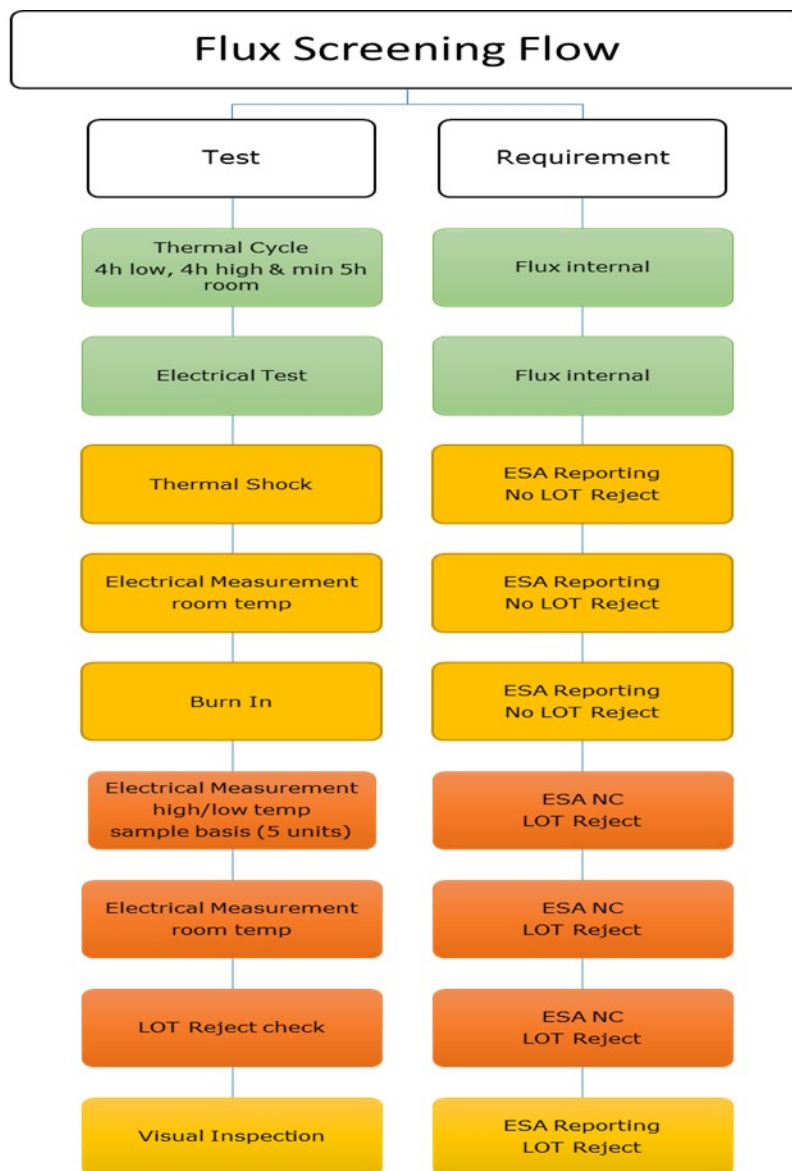 Flux Screening Flow
Test
Requirement
Thermal Cycle
4h low, 4h high & min 5h
room
Flux internal
Electrical Test
Flux internal
Thermal Shock
ESA Reporting
No LOT Reject
Electrical Measurement
room temp
ESA Reporting
No LOT Reject
Burn In
ESA Reporting
No LOT Reject
Electrical Measurement
high/low temp
sample basis (5 units)
ESA NC
LOT Reject
Electrical Measurement
room temp
ESA NC
LOT Reject
LOT Reject check
ESA NC
LOT Reject
Visual Inspection
ESA Reporting
LOT Reject